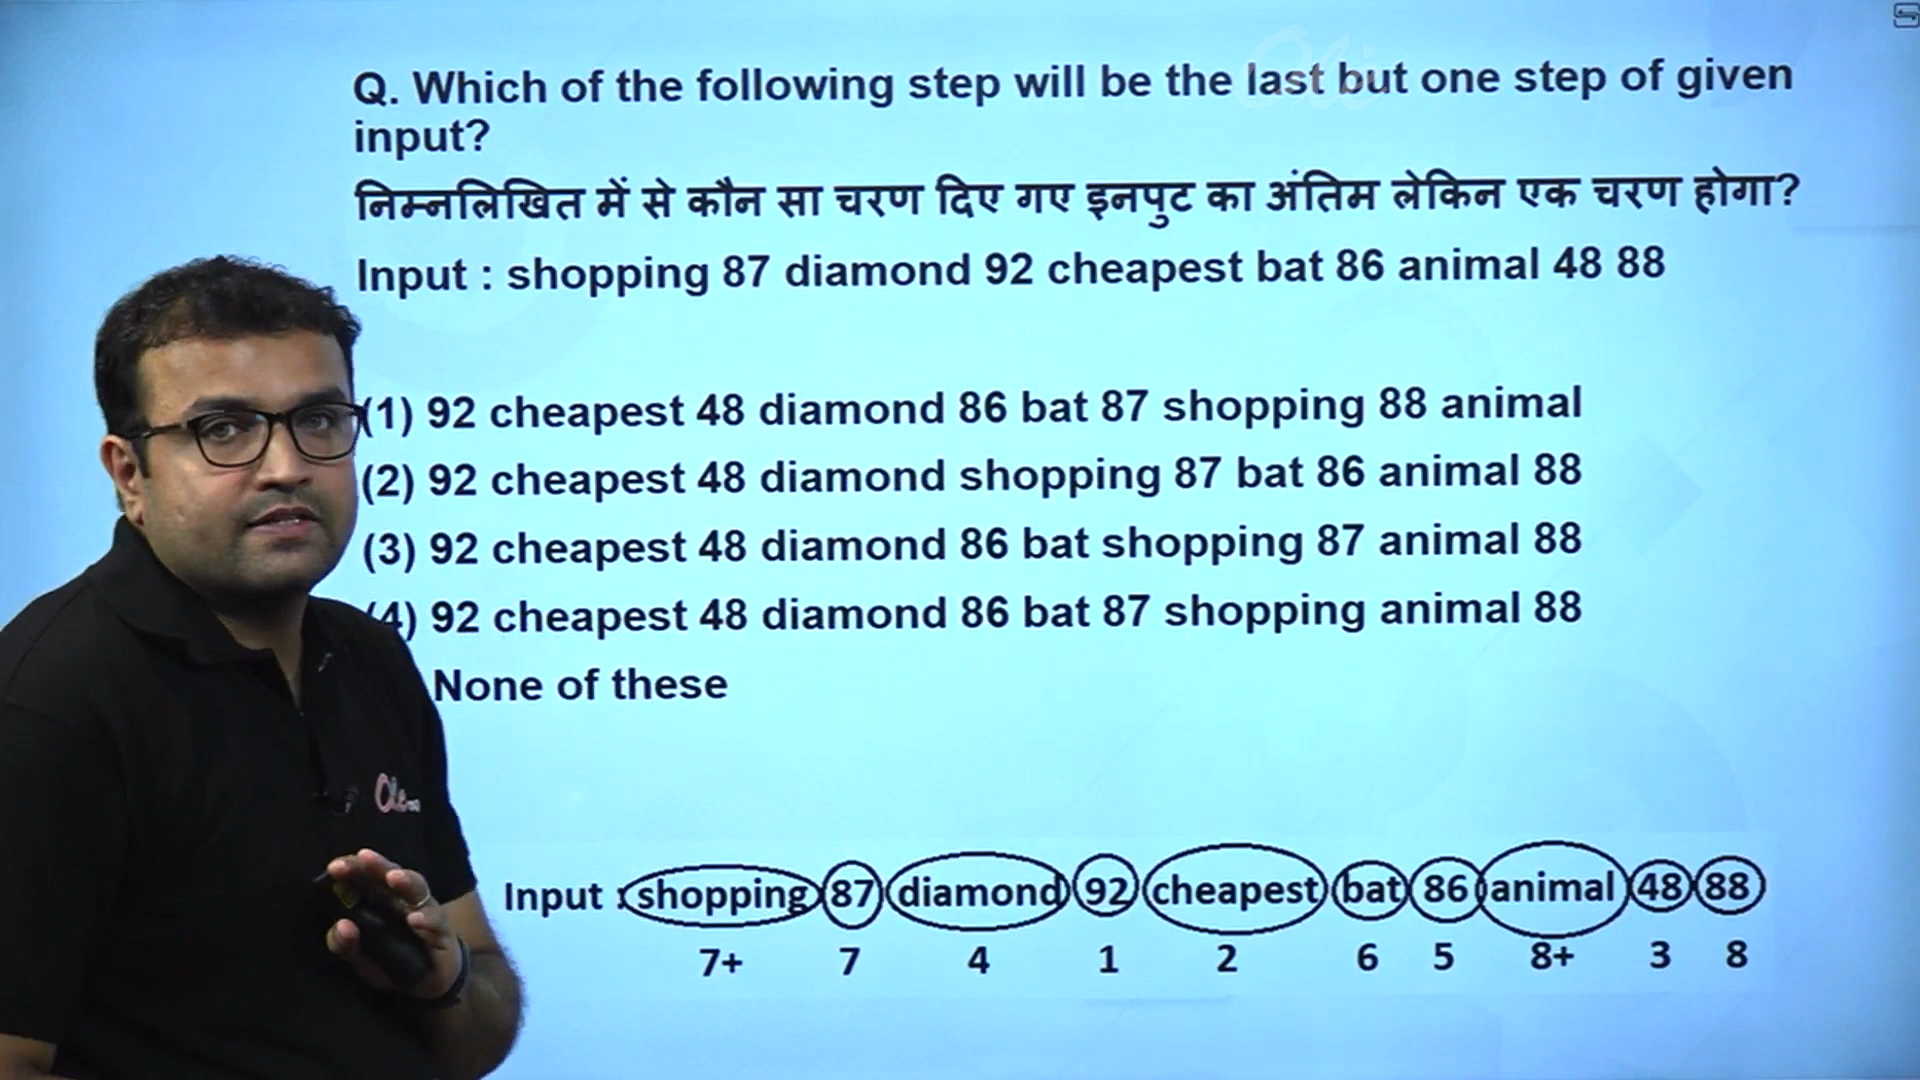 Q. Which of the following step will be the last but one step of given
input?
निम्नलिखित में से कौन सा चरण दिए गए इनपुट का अंतिम लेकिन एक चरण होगा?
Input : shopping 87 diamond 92 cheapest bat 86 animal 48 88
(1) 92 cheapest 48 diamond 86 bat 87 shopping 88 animal
(2) 92 cheapest 48 diamond shopping 87 bat 86 animal 88
(3) 92 cheapest 48 diamond 86 bat shopping 87 animal 88
(4) 92 cheapest 48 diamond 86 bat 87 shopping animal 88
None of these
Input : shopping 87 diamond 92 cheapest bat 86 animal 48 88
7+ 7 4 1 2 6 5 8+ 3 8